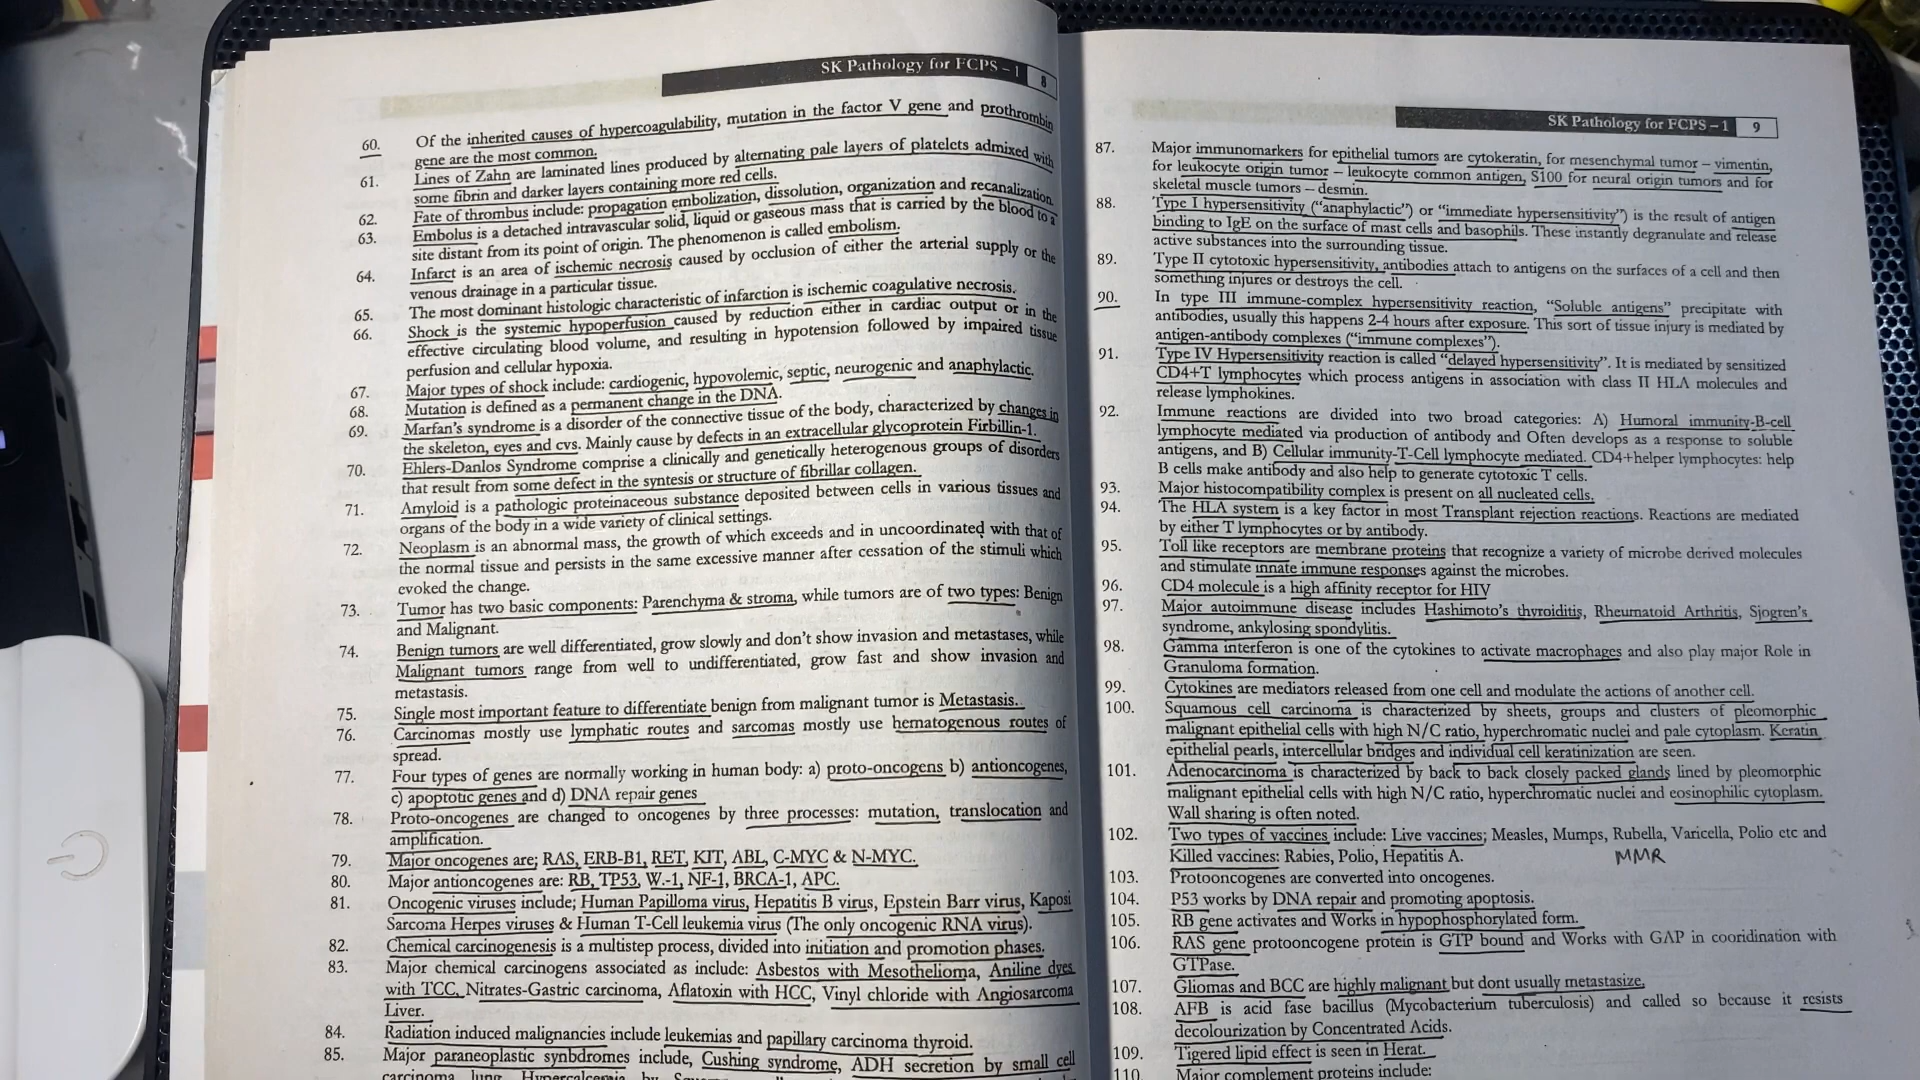 SK Pathology for FCPS – 1 8
60. Of the inherited causes of hypercoagulability, mutation in the factor V gene and prothrombin
gene are the most common.
61. Lines of Zahn are laminated lines produced by alternating pale layers of platelets admixed with
some fibrin and darker layers containing more red cells.
62. Fate of thrombus include: propagation embolization, dissolution, organization and recanalization.
63. Embolus is a detached intravascular solid, liquid or gaseous mass that is carried by the blood to a
site distant from its point of origin. The phenomenon is called embolism.
64. Infarct is an area of ischemic necrosis caused by occlusion of either the arterial supply or the
venous drainage in a particular tissue.
65. The most dominant histologic characteristic of infarction is ischemic coagulative necrosis.
66. Shock is the systemic hypoperfusion caused by reduction either in cardiac output or in the
effective circulating blood volume, and resulting in hypotension followed by impaired tissue
perfusion and cellular hypoxia.
67. Major types of shock include: cardiogenic, hypovolemic, septic, neurogenic and anaphylactic.
68. Mutation is defined as a permanent change in the DNA.
69. Marfan's syndrome is a disorder of the connective tissue of the body, characterized by changes in
the skeleton, eyes and cvs. Mainly cause by defects in an extracellular glycoprotein Firbillin-1.
70. Ehlers-Danlos Syndrome comprise a clinically and genetically heterogenous groups of disorders
that result from some defect in the syntesis or structure of fibrillar collagen.
71. Amyloid is a pathologic proteinaceous substance deposited between cells in various tissues and
organs of the body in a wide variety of clinical settings.
72. Neoplasm is an abnormal mass, the growth of which exceeds and in uncoordinated with that of
the normal tissue and persists in the same excessive manner after cessation of the stimuli which
evoked the change.
73. Tumor has two basic components: Parenchyma & stroma, while tumors are of two types: Benign
and Malignant.
74. Benign tumors are well differentiated, grow slowly and don't show invasion and metastases, while
Malignant tumors range from well to undifferentiated, grow fast and show invasion and
metastasis.
75. Single most important feature to differentiate benign from malignant tumor is Metastasis.
76. Carcinomas mostly use lymphatic routes and sarcomas mostly use hematogenous routes of
spread.
77. Four types of genes are normally working in human body: a) proto-oncogens b) antioncogenes,
c) apoptotic genes and d) DNA repair genes
78. Proto-oncogenes are changed to oncogenes by three processes: mutation, translocation and
amplification.
79. Major oncogenes are; RAS, ERB-B1, RET, KIT, ABL, C-MYC & N-MYC.
80. Major antioncogenes are: RB, TP53, W.-1, NF-1, BRCA-1, APC.
81. Oncogenic viruses include; Human Papilloma virus, Hepatitis B virus, Epstein Barr virus, Kaposi
Sarcoma Herpes viruses & Human T-Cell leukemia virus (The only oncogenic RNA virus).
82. Chemical carcinogenesis is a multistep process, divided into initiation and promotion phases.
83. Major chemical carcinogens associated as include: Asbestos with Mesothelioma, Aniline dyes
with TCC, Nitrates-Gastric carcinoma, Aflatoxin with HCC, Vinyl chloride with Angiosarcoma
Liver.
84. Radiation induced malignancies include leukemias and papillary carcinoma thyroid.
85. Major paraneoplastic synbdromes include, Cushing syndrome, ADH secretion by small cell
carcinoma lung, Hypercalcemia by
SK Pathology for FCPS – 1 9
87. Major immunomarkers for epithelial tumors are cytokeratin, for mesenchymal tumor – vimentin,
for leukocyte origin tumor – leukocyte common antigen, S100 for neural origin tumors and for
skeletal muscle tumors – desmin.
88. Type I hypersensitivity ("anaphylactic") or "immediate hypersensitivity") is the result of antigen
binding to IgE on the surface of mast cells and basophils. These instantly degranulate and release
active substances into the surrounding tissue.
89. Type II cytotoxic hypersensitivity, antibodies attach to antigens on the surfaces of a cell and then
something injures or destroys the cell.
90. In type III immune-complex hypersensitivity reaction, "Soluble antigens" precipitate with
antibodies, usually this happens 2-4 hours after exposure. This sort of tissue injury is mediated by
antigen-antibody complexes ("immune complexes").
91. Type IV Hypersensitivity reaction is called "delayed hypersensitivity". It is mediated by sensitized
CD4+T lymphocytes which process antigens in association with class II HLA molecules and
release lymphokines.
92. Immune reactions are divided into two broad categories: A) Humoral immunity-B-cell
lymphocyte mediated via production of antibody and Often develops as a response to soluble
antigens, and B) Cellular immunity-T-Cell lymphocyte mediated. CD4+helper lymphocytes: help
B cells make antibody and also help to generate cytotoxic T cells.
93. Major histocompatibility complex is present on all nucleated cells.
94. The HLA system is a key factor in most Transplant rejection reactions. Reactions are mediated
by either T lymphocytes or by antibody.
95. Toll like receptors are membrane proteins that recognize a variety of microbe derived molecules
and stimulate innate immune responses against the microbes.
96. CD4 molecule is a high affinity receptor for HIV
97. Major autoimmune disease includes Hashimoto's thyroiditis, Rheumatoid Arthritis, Sjogren's
syndrome, ankylosing spondylitis.
98. Gamma interferon is one of the cytokines to activate macrophages and also play major Role in
Granuloma formation.
99. Cytokines are mediators released from one cell and modulate the actions of another cell.
100. Squamous cell carcinoma is characterized by sheets, groups and clusters of pleomorphic
malignant epithelial cells with high N/C ratio, hyperchromatic nuclei and pale cytoplasm. Keratin
epithelial pearls, intercellular bridges and individual cell keratinization are seen.
101. Adenocarcinoma is characterized by back to back closely packed glands lined by pleomorphic
malignant epithelial cells with high N/C ratio, hyperchromatic nuclei and eosinophilic cytoplasm.
Wall sharing is often noted.
102. Two types of vaccines include: Live vaccines; Measles, Mumps, Rubella, Varicella, Polio etc and
Killed vaccines: Rabies, Polio, Hepatitis A. MMR
103. Protooncogenes are converted into oncogenes.
104. P53 works by DNA repair and promoting apoptosis.
105. RB gene activates and Works in hypophosphorylated form.
106. RAS gene protooncogene protein is GTP bound and Works with GAP in cooridination with
GTPase.
107. Gliomas and BCC are highly malignant but dont usually metastasize.
108. AFB is acid fase bacillus (Mycobacterium tuberculosis) and called so because it resists
decolourization by Concentrated Acids.
109. Tigered lipid effect is seen in Herat.
110. Major complement proteins include: